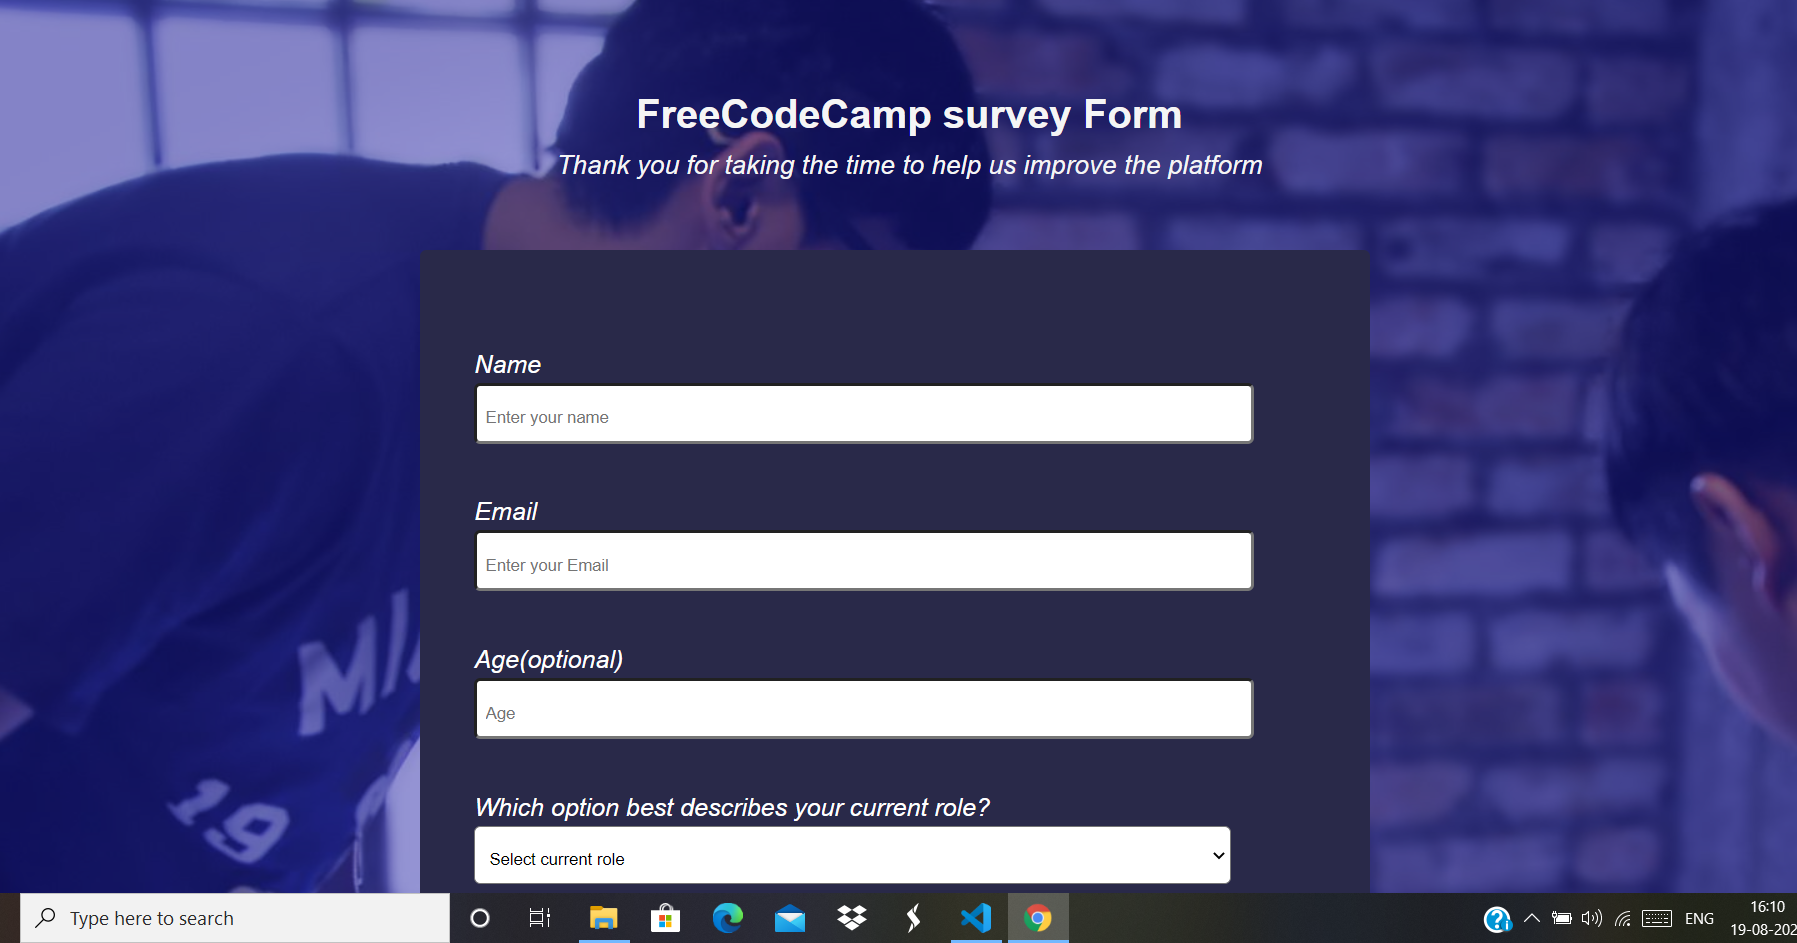 FreeCodeCamp survey Form
Thank you for taking the time to help us improve the platform
Name
Enter your name
Email
Enter your Email
Age(optional)
Age
Which option best describes your current role?
Select current role
19
Type here to search
ENG
16:10
19-08-202